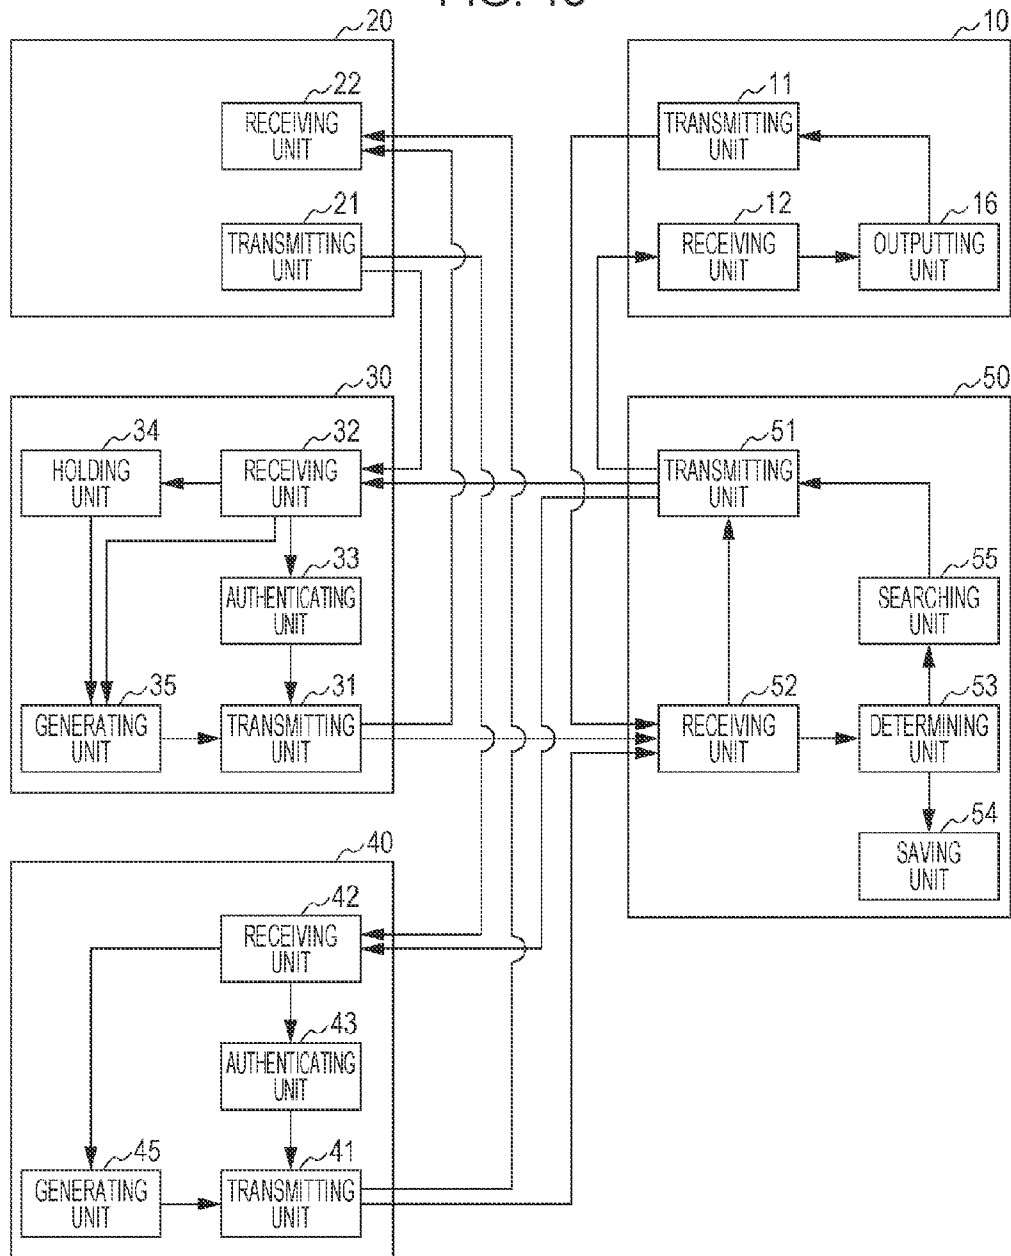 20
22
RECEIVING
UNIT
21
TRANSMITTING
UNIT
10
11
TRANSMITTING
UNIT
12
RECEIVING
UNIT
16
OUTPUTTING
UNIT
30
34
HOLDING
UNIT
32
RECEIVING
UNIT
33
AUTHENTICATING
UNIT
35
GENERATING
UNIT
31
TRANSMITTING
UNIT
50
51
TRANSMITTING
UNIT
55
SEARCHING
UNIT
52
RECEIVING
UNIT
53
DETERMINING
UNIT
54
SAVING
UNIT
40
42
RECEIVING
UNIT
43
AUTHENTICATING
UNIT
45
GENERATING
UNIT
41
TRANSMITTING
UNIT